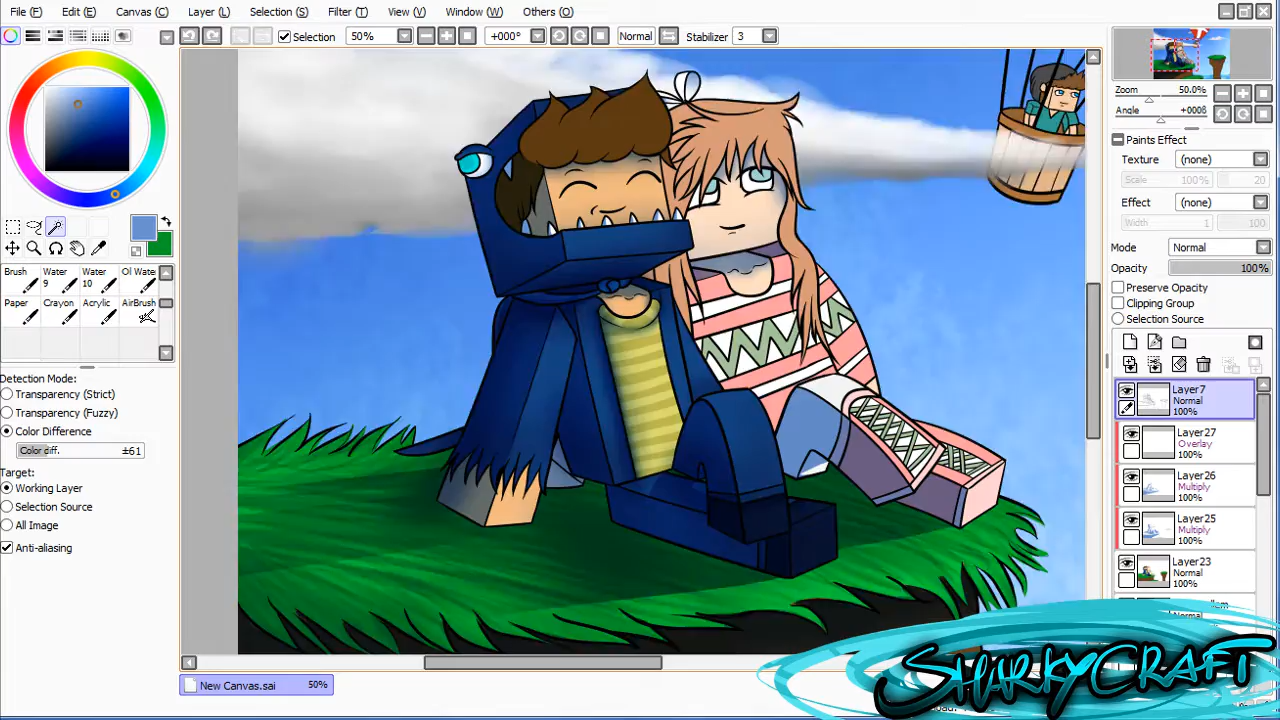 File (F) Edit (E) Canvas (C) Layer (L) Selection (S) Filter (T) View (V) Window (W) Others (O)
Selection 50% +000° Normal Stabilizer 3
Zoom 50.0%
Angle +000°
Paints Effect
Texture (none)
Scale 100% 20
Effect (none)
Width 1 100
Mode Normal
Opacity 100%
Preserve Opacity
Clipping Group
Selection Source
Brush Water 9 Water 10 Ol Wate
Paper Crayon Acrylic AirBrush
Detection Mode:
Transparency (Strict)
Transparency (Fuzzy)
Color Difference
Color diff. ±61
Target:
Working Layer
Selection Source
All Image
Anti-aliasing
Layer7
Normal
100%
Layer27
Overlay
100%
Layer26
Multiply
100%
Layer25
Multiply
100%
Layer23
Normal
100%
New Canvas.sai 50%
SHARKYCRAFT